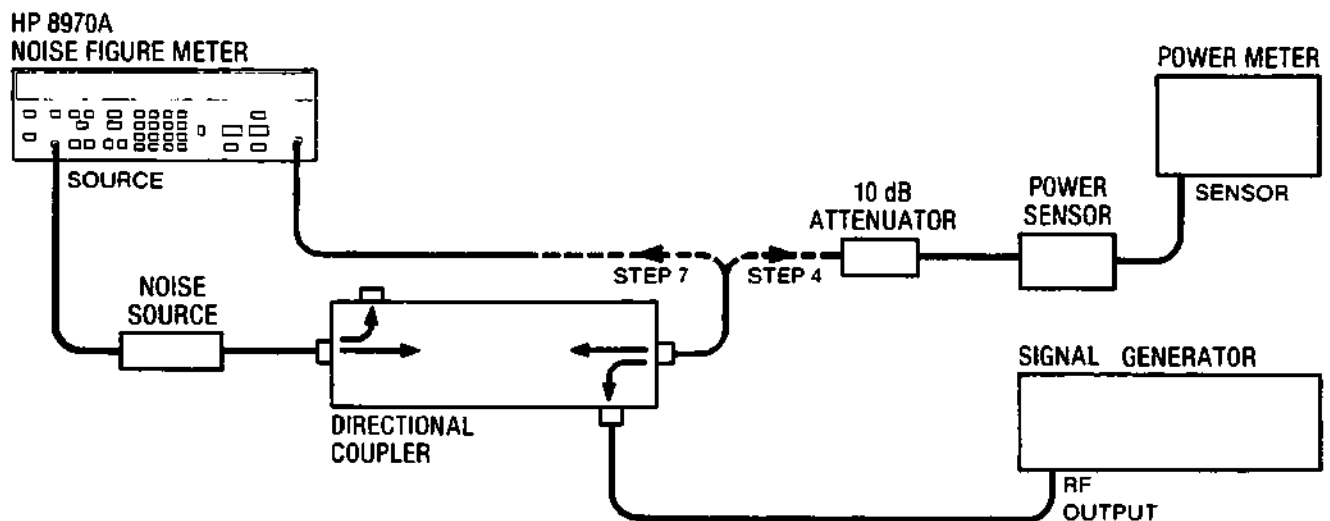 HP 8970A
NOISE FIGURE METER
SOURCE
POWER METER
SENSOR
10 dB
ATTENUATOR
POWER
SENSOR
STEP 7
STEP 4
NOISE
SOURCE
DIRECTIONAL
COUPLER
SIGNAL GENERATOR
RF
OUTPUT